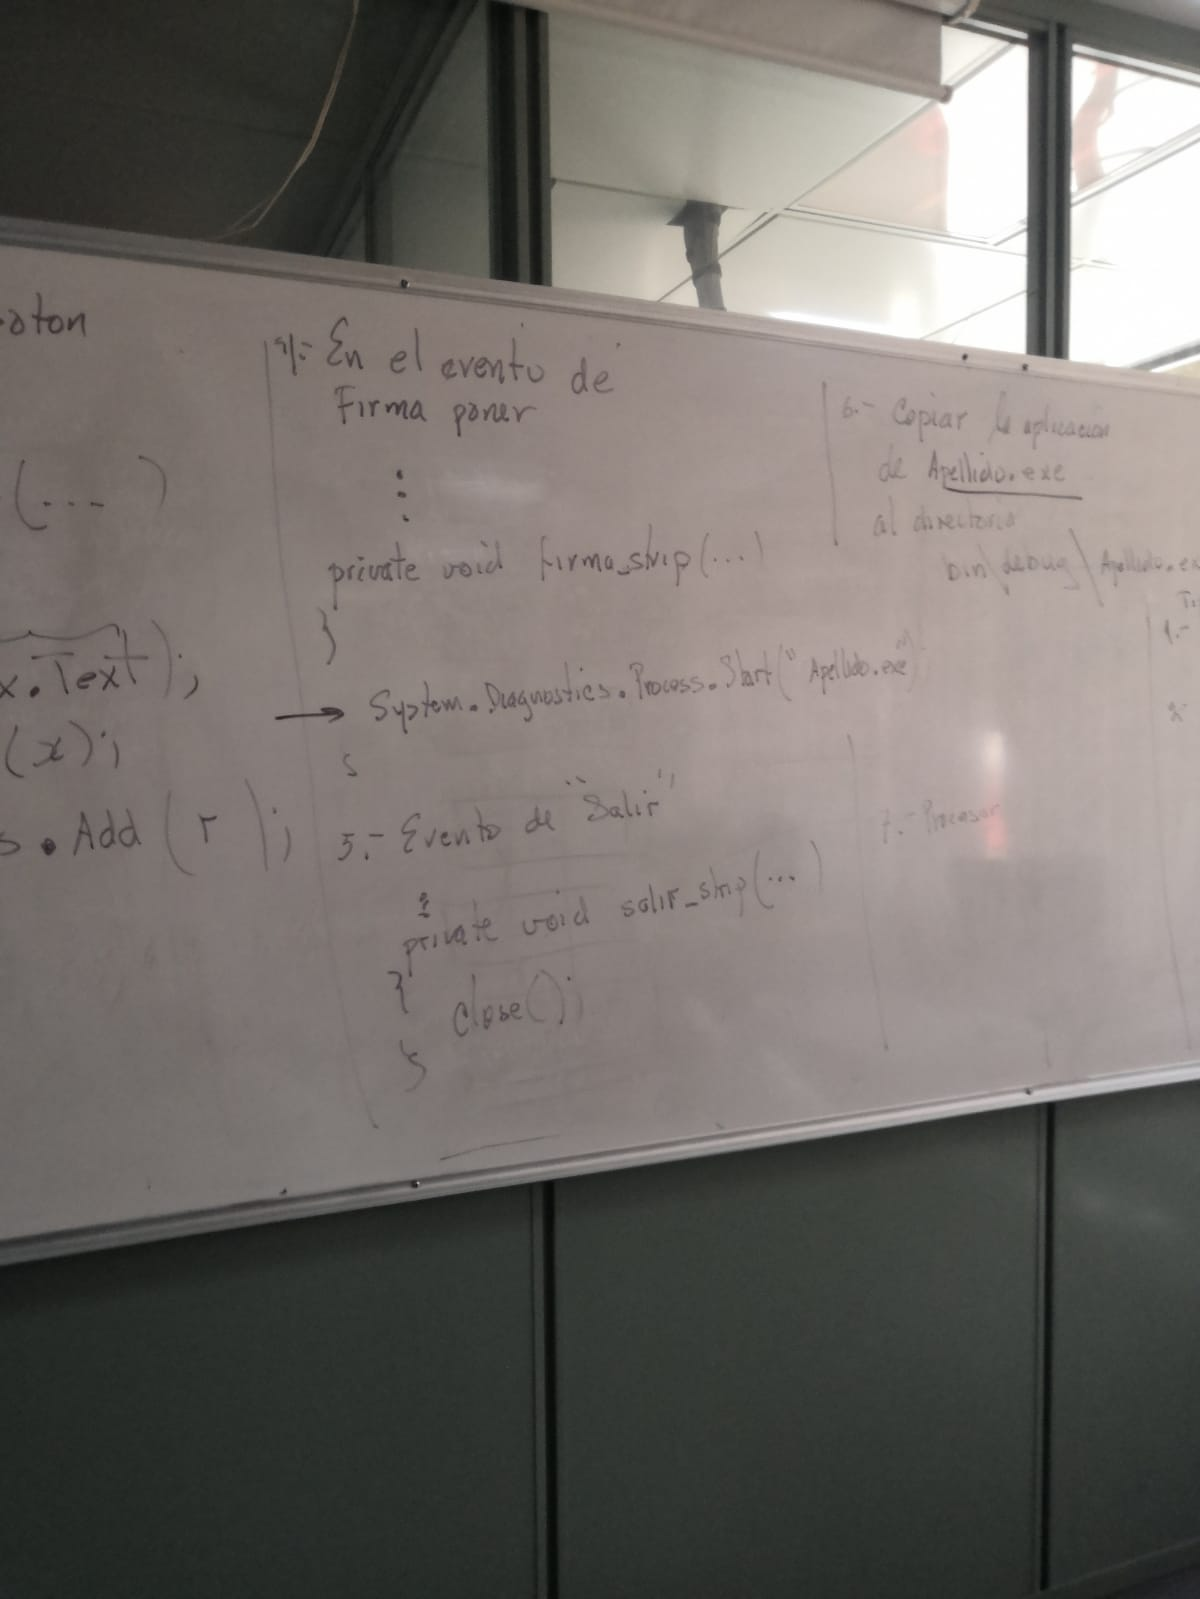 oton
(... )
x.Text);
(x);
s.Add(r);
4.- En el evento de
Firma poner
⋮
private void firma_strip(...)
}
→ System.Diagnostics.Process.Start("Apellido.exe")
5.- Evento de "Salir"
private void salir_strip(...)
{
close();
}
6.- Copiar la aplicación
de Apellido.exe
al directorio
bin\debug\Apellido.ex
7.- Procesar
1.-
2.-